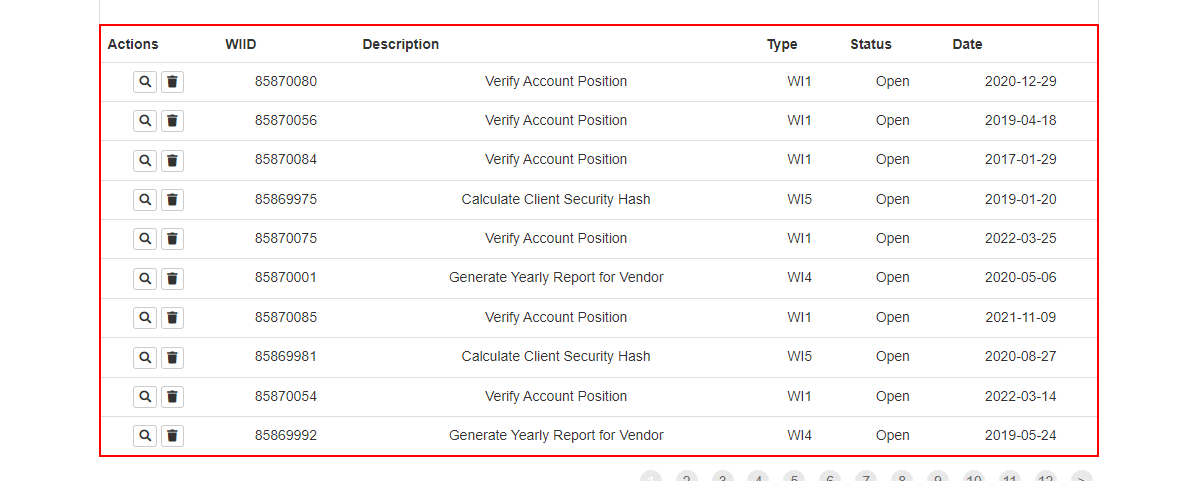 Actions WIID Description Type Status Date
85870080 Verify Account Position WI1 Open 2020-12-29
85870056 Verify Account Position WI1 Open 2019-04-18
85870084 Verify Account Position WI1 Open 2017-01-29
85869975 Calculate Client Security Hash WI5 Open 2019-01-20
85870075 Verify Account Position WI1 Open 2022-03-25
85870001 Generate Yearly Report for Vendor WI4 Open 2020-05-06
85870085 Verify Account Position WI1 Open 2021-11-09
85869981 Calculate Client Security Hash WI5 Open 2020-08-27
85870054 Verify Account Position WI1 Open 2022-03-14
85869992 Generate Yearly Report for Vendor WI4 Open 2019-05-24
1 2 3 4 5 6 7 8 9 10 11 12 >